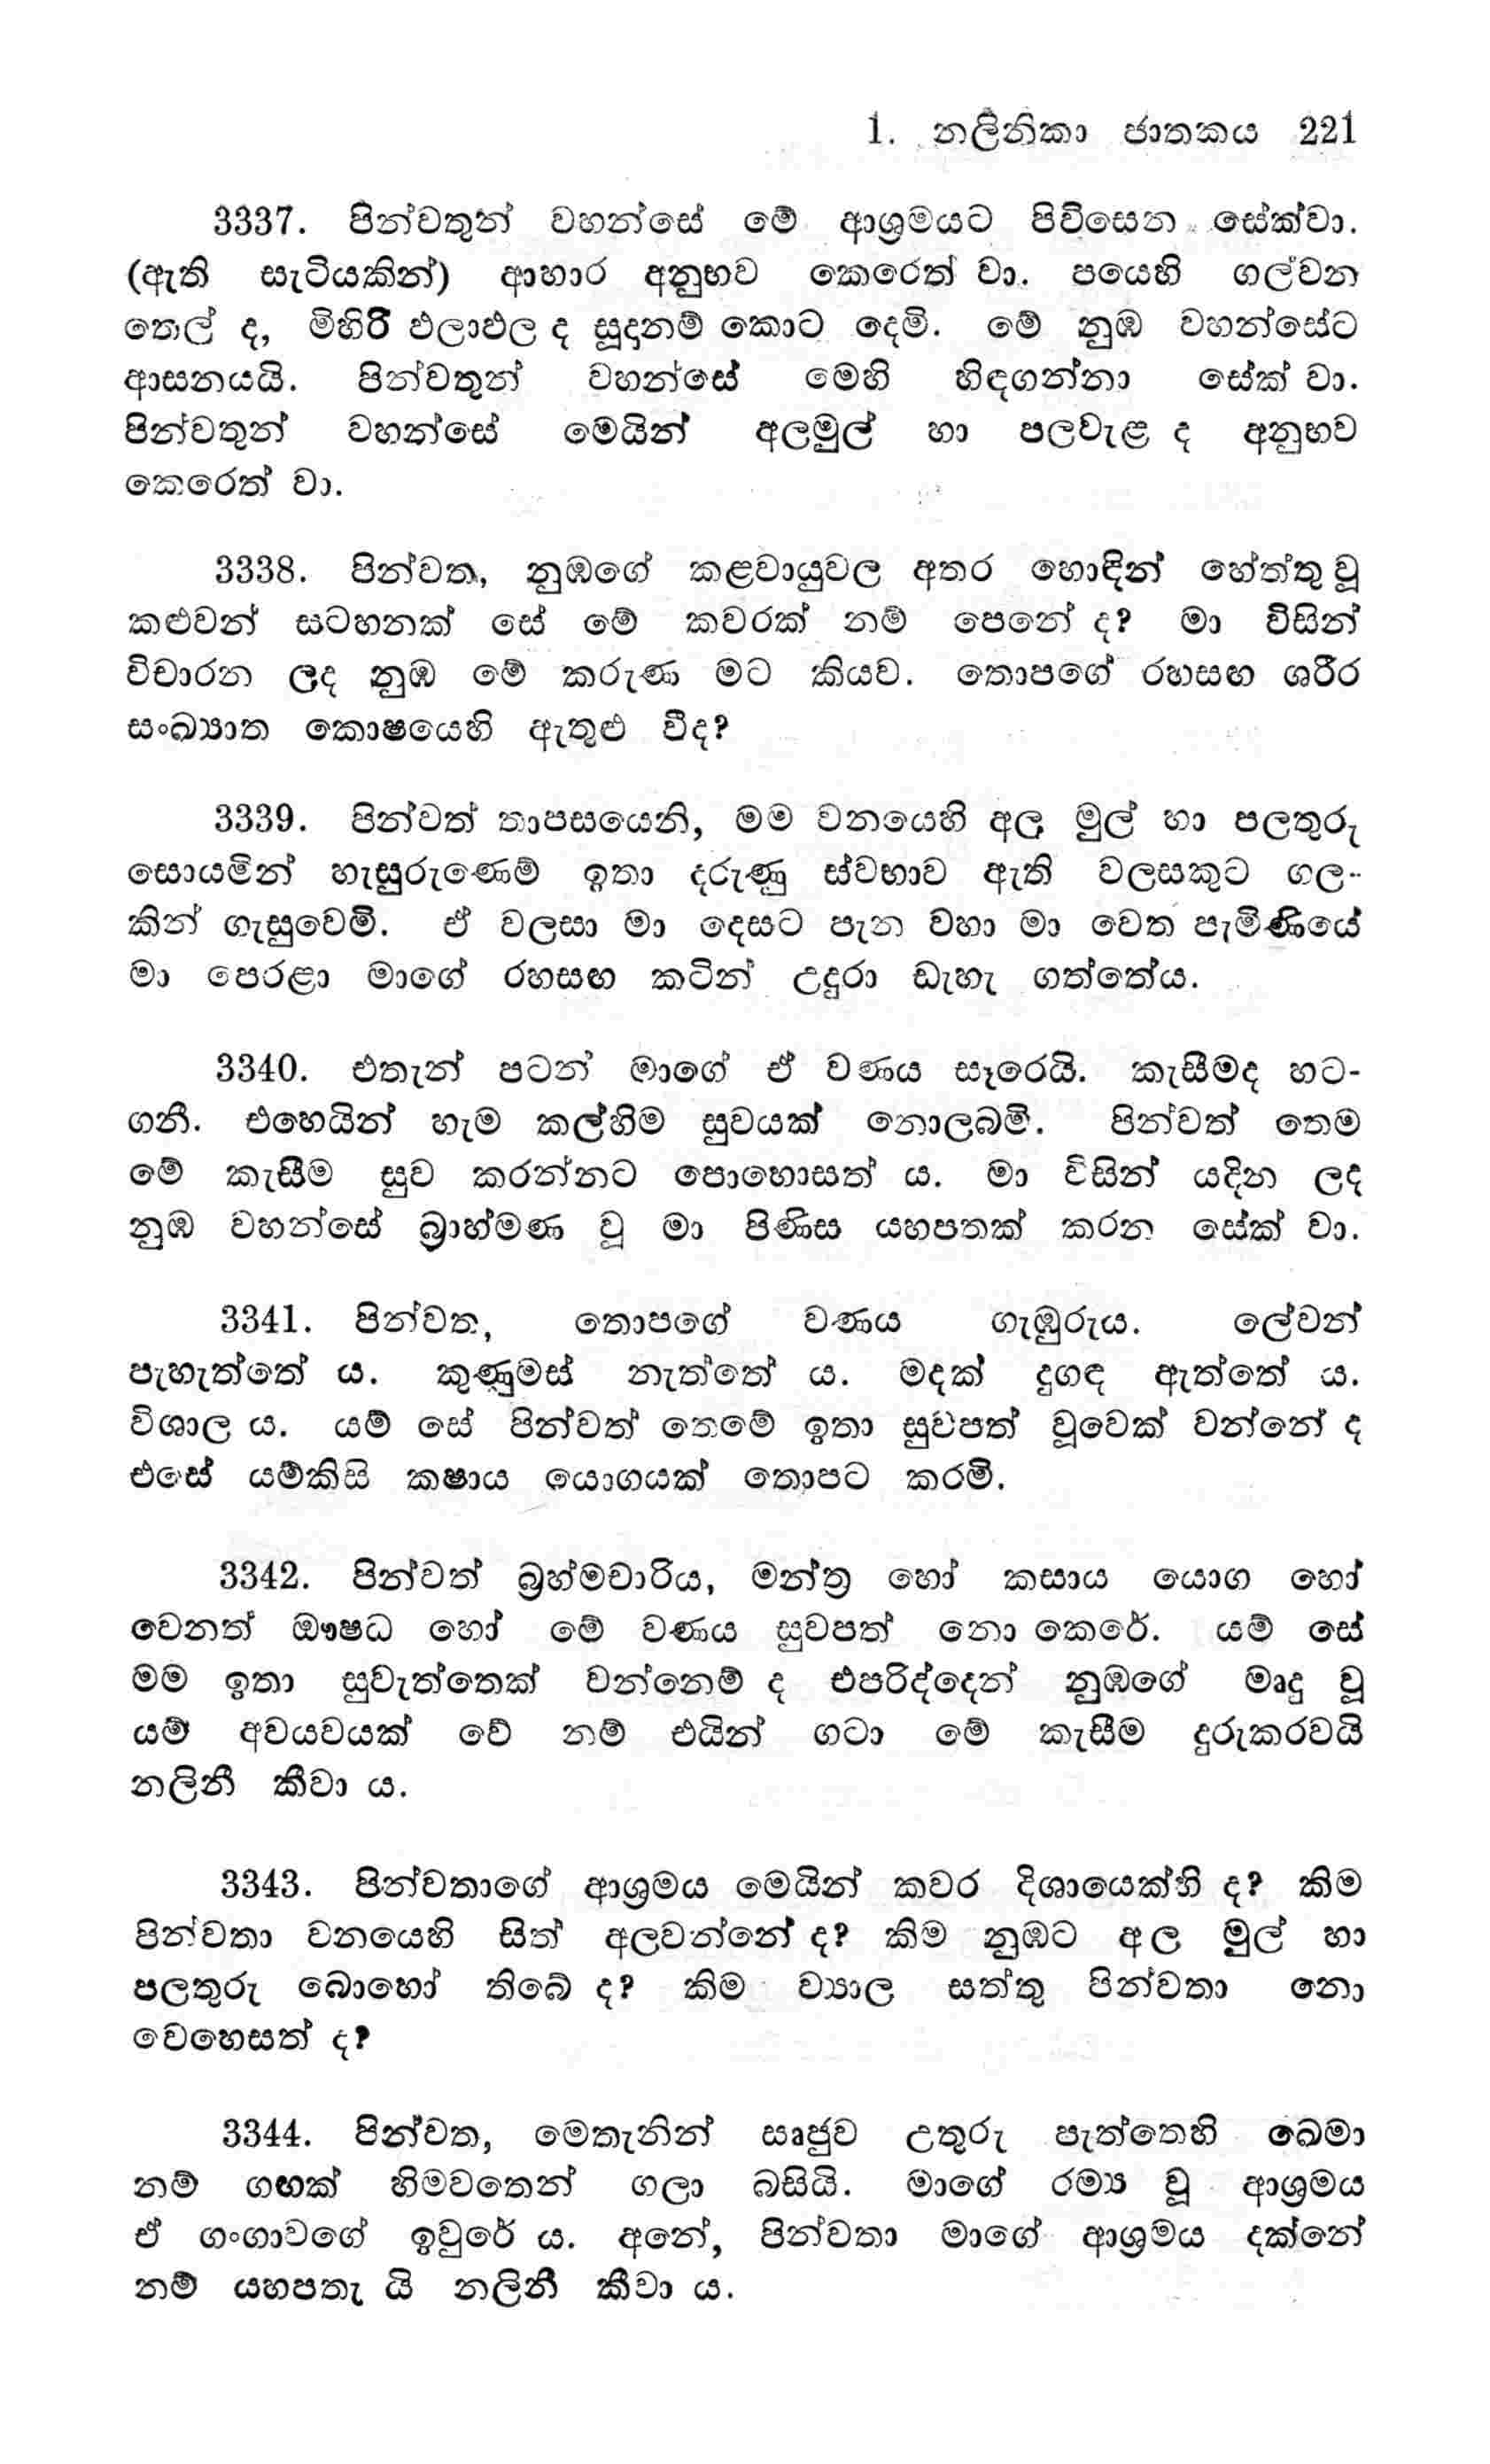 1. නලිනිකා ජාතකය 221
3337. පින්වතුන් වහන්සේ මේ ආශ්‍රමයට පිවිසෙන සේක්වා.
(ඇති සැටියකින්) ආහාර අනුභව කෙරෙත් වා. පයෙහි ගල්වන
තෙල් ද, මිහිරි ඵලාඵල ද සූදානම් කොට දෙමි. මේ නුඹ වහන්සේට
ආසනයයි. පින්වතුන් වහන්සේ මෙහි හිඳගන්නා සේක් වා.
පින්වතුන් වහන්සේ මෙයින් අලමුල් හා පලවැළ ද අනුභව
කෙරෙත් වා.
3338. පින්වත, නුඹගේ කළවායුවල අතර හොඳින් හේත්තු වූ
කළුවන් සටහනක් සේ මේ කවරක් නම් පෙනේ ද? මා විසින්
විචාරන ලද නුඹ මේ කරුණ මට කියව. තොපගේ රහසඟ ශරීර
සංඛ්‍යාත කොෂයෙහි ඇතුළු වීද?
3339. පින්වත් තාපසයෙනි, මම වනයෙහි අල මුල් හා පලතුරු
සොයමින් හැසුරුණෙම් ඉතා දරුණු ස්වභාව ඇති වලසකුට ගල-
කින් ගැසුවෙමි. ඒ වලසා මා දෙසට පැන වහා මා වෙත පැමිණියේ
මා පෙරළා මාගේ රහසඟ කටින් උදුරා ඩැහැ ගත්තේය.
3340. එතැන් පටන් මාගේ ඒ වණය සෑරෙයි. කැසීමද හට-
ගනී. එහෙයින් හැම කල්හිම සුවයක් නොලබමි. පින්වත් තෙම
මේ කැසීම සුව කරන්නට පොහොසත් ය. මා විසින් යදින ලද
නුඹ වහන්සේ බ්‍රාහ්මණ වූ මා පිණිස යහපතක් කරන සේක් වා.
3341. පින්වත, තොපගේ වණය ගැඹුරුය. ලේවන්
පැහැත්තේ ය. කුණුමස් නැත්තේ ය. මදක් දුගඳ ඇත්තේ ය.
විශාල ය. යම් සේ පින්වත් තෙමේ ඉතා සුවපත් වූවෙක් වන්නේ ද
එසේ යම්කිසි කෂාය යොගයක් තොපට කරමි.
3342. පින්වත් බ්‍රහ්මචාරිය, මන්ත්‍ර හෝ කසාය යොග හෝ
වෙනත් ඖෂධ හෝ මේ වණය සුවපත් නො කෙරේ. යම් සේ
මම ඉතා සුවැත්තෙක් වන්නෙම් ද එපරිද්දෙන් නුඹගේ මෘදු වූ
යම් අවයවයක් වේ නම් එයින් ගටා මේ කැසීම දුරුකරවයි
නලිනී කීවා ය.
3343. පින්වතාගේ ආශ්‍රමය මෙයින් කවර දිශායෙක්හි ද? කිම
පින්වතා වනයෙහි සිත් අලවන්නේ ද? කිම නුඹට අල මුල් හා
පලතුරු බොහෝ තිබේ ද? කිම ව්‍යාල සත්තු පින්වතා නො
වෙහෙසත් ද?
3344. පින්වත, මෙතැනින් සෘජුව උතුරු පැත්තෙහි ඛෙමා
නම් ගඟක් හිමවතෙන් ගලා බසියි. මාගේ රම්‍ය වූ ආශ්‍රමය
ඒ ගංගාවගේ ඉවුරේ ය. අනේ, පින්වතා මාගේ ආශ්‍රමය දක්නේ
නම් යහපතැ යි නලිනී කීවා ය.